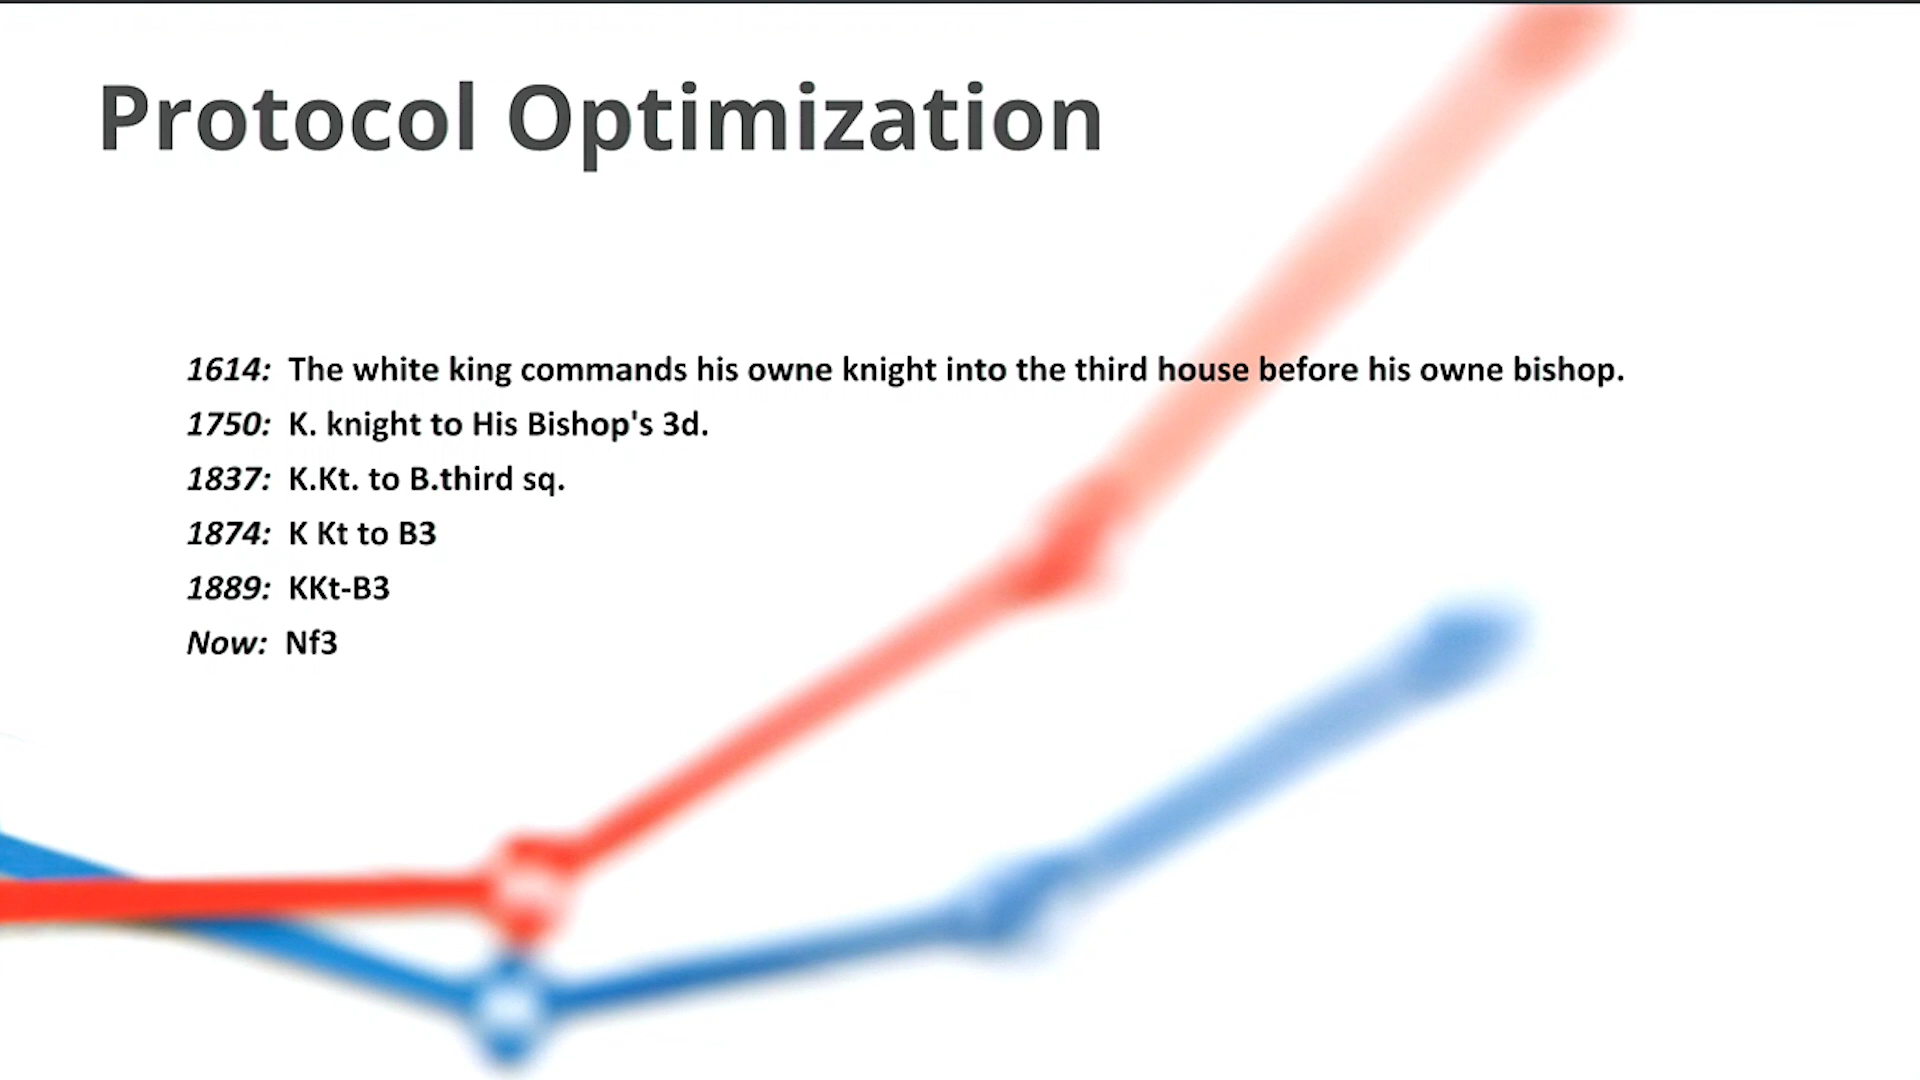 Protocol Optimization
1614: The white king commands his owne knight into the third house before his owne bishop.
1750: K. knight to His Bishop's 3d.
1837: K.Kt. to B.third sq.
1874: K Kt to B3
1889: KKt-B3
Now: Nf3